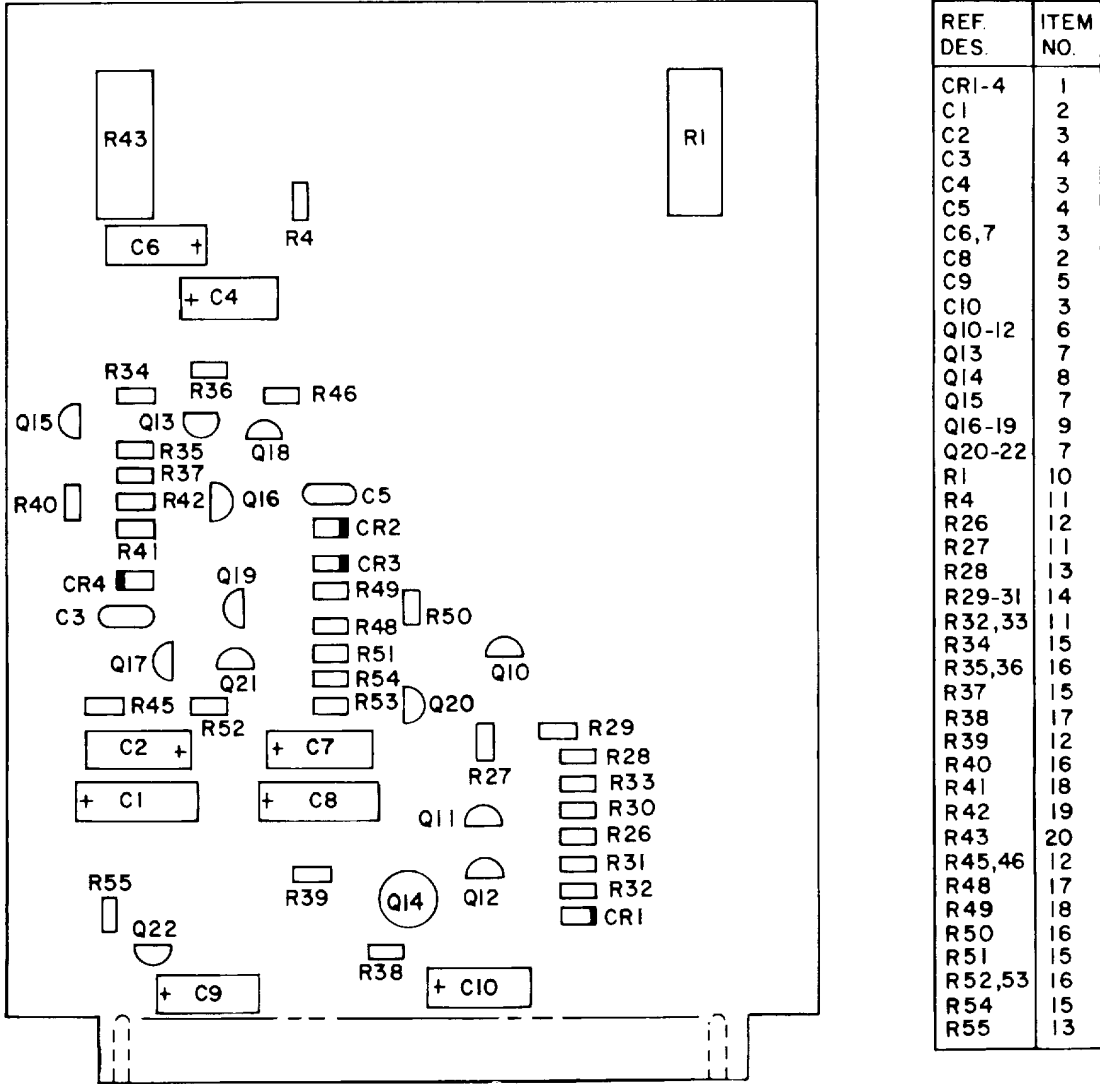 R43
R1
R4
C6 +
+ C4
R34
R36
R46
Q15
Q13
Q18
R35
R37
R40
R42
Q16
C5
R41
CR2
CR3
CR4
Q19
R49
C3
R50
R48
Q17
Q21
R51
Q10
R54
R45
R52
R53
Q20
R29
C2 +
+ C7
R27
R28
R33
+ C1
+ C8
R30
Q11
R26
R31
R55
R39
Q14
Q12
R32
CR1
Q22
R38
+ C9
+ C10
REF. DES. ITEM NO.
CR1-4 1
C1 2
C2 3
C3 4
C4 3
C5 4
C6,7 3
C8 2
C9 5
C10 3
Q10-12 6
Q13 7
Q14 8
Q15 7
Q16-19 9
Q20-22 7
R1 10
R4 11
R26 12
R27 11
R28 13
R29-31 14
R32,33 11
R34 15
R35,36 16
R37 15
R38 17
R39 12
R40 16
R41 18
R42 19
R43 20
R45,46 12
R48 17
R49 18
R50 16
R51 15
R52,53 16
R54 15
R55 13